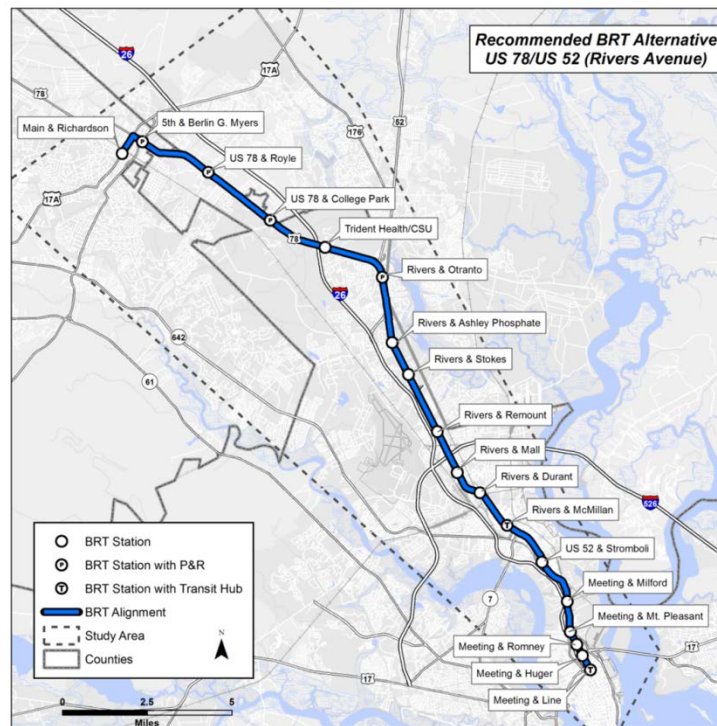 Recommended BRT Alternative
US 78/US 52 (Rivers Avenue)
26
17A
78
5th & Berlin G. Myers
52
Main & Richardson
176
US 78 & Royle
17A
US 78 & College Park
78
Trident Health/CSU
Rivers & Otranto
26
Rivers & Ashley Phosphate
642
Rivers & Stokes
61
Rivers & Remount
Rivers & Mall
Rivers & Durant
526
Rivers & McMillan
BRT Station
P BRT Station with P&R
T BRT Station with Transit Hub
BRT Alignment
Study Area
Counties
N
US 52 & Stromboli
7
Meeting & Milford
Meeting & Mt. Pleasant
Meeting & Romney
17
Meeting & Huger
17
Meeting & Line
0 2.5 5
Miles